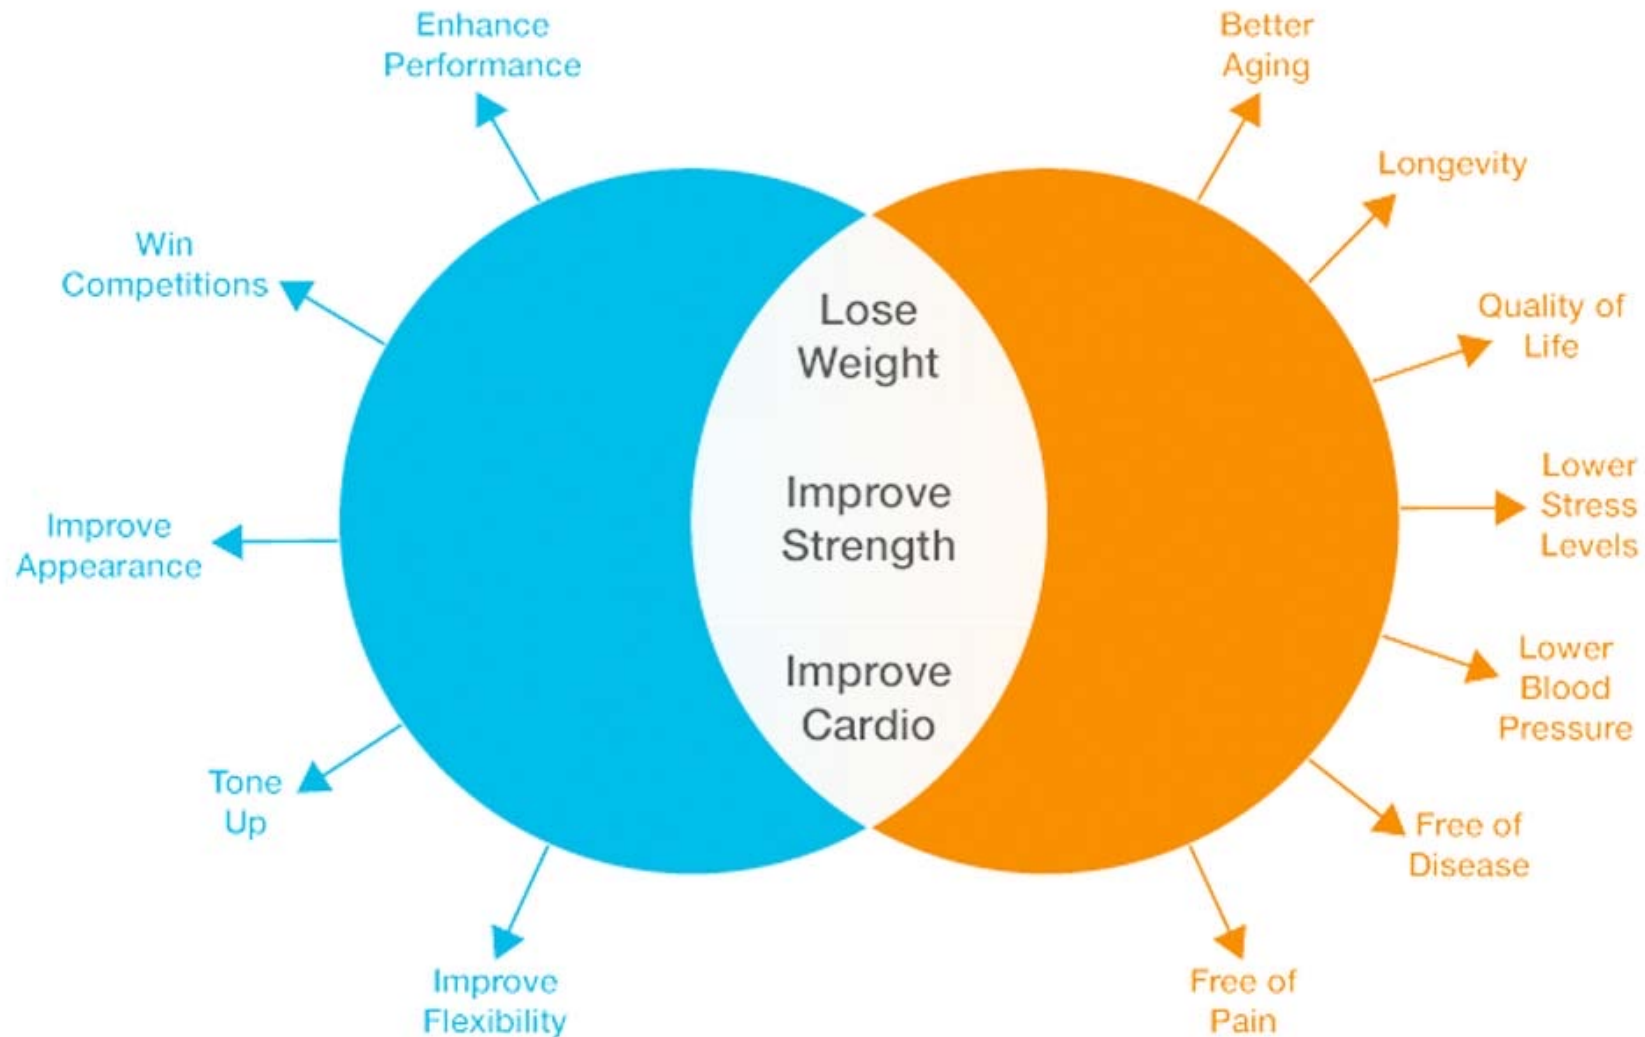 Enhance
Performance
Win
Competitions
Improve
Appearance
Tone
Up
Improve
Flexibility
Lose
Weight
Improve
Strength
Improve
Cardio
Better
Aging
Longevity
Quality of
Life
Lower
Stress
Levels
Lower
Blood
Pressure
Free of
Disease
Free of
Pain